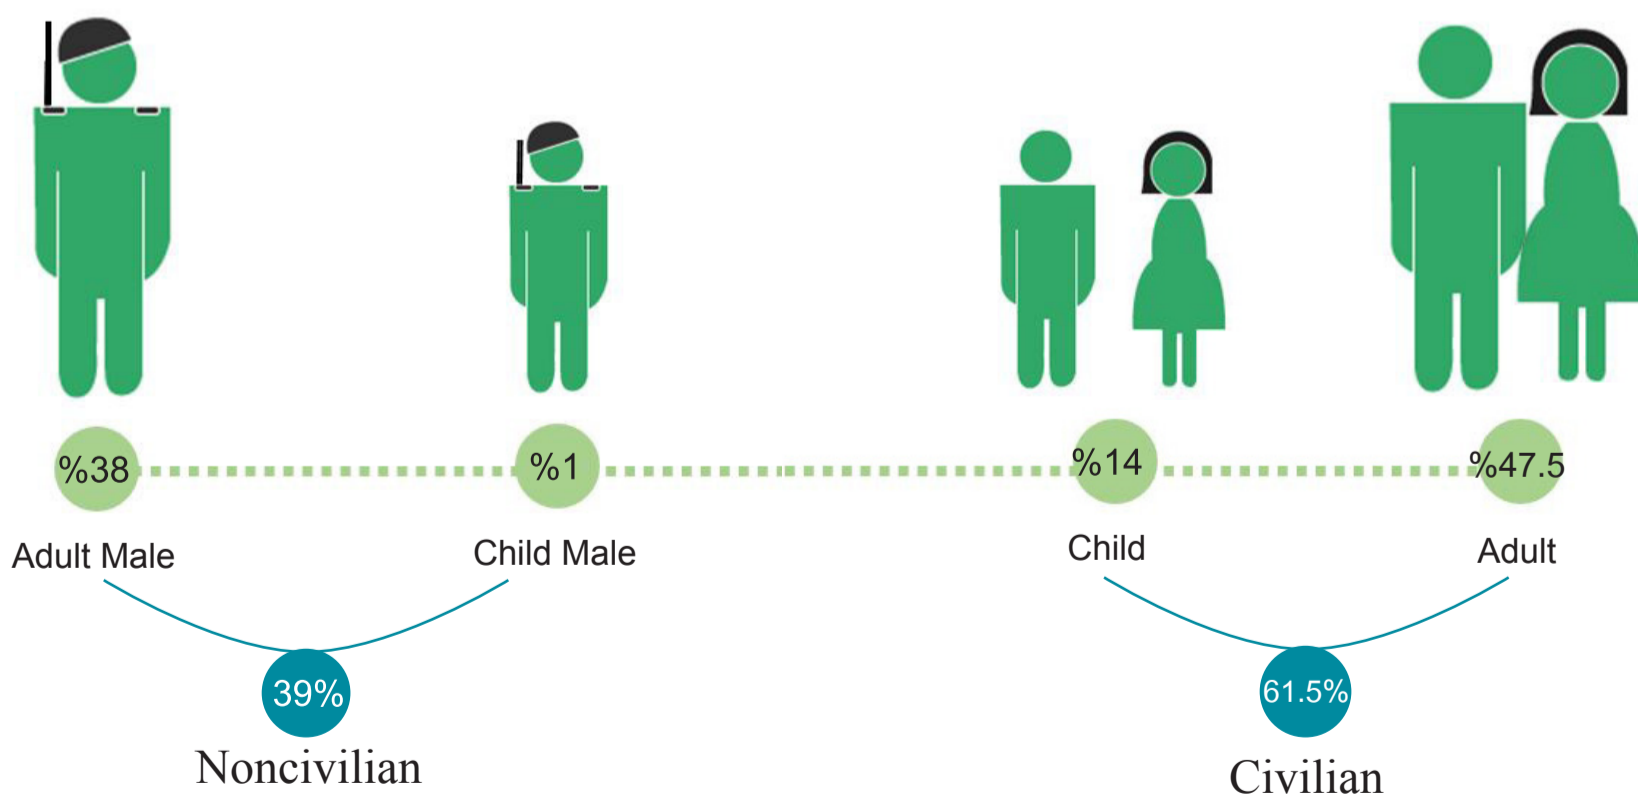 %38
%1
%14
%47.5
Adult Male
Child Male
Child
Adult
39%
61.5%
Noncivilian
Civilian